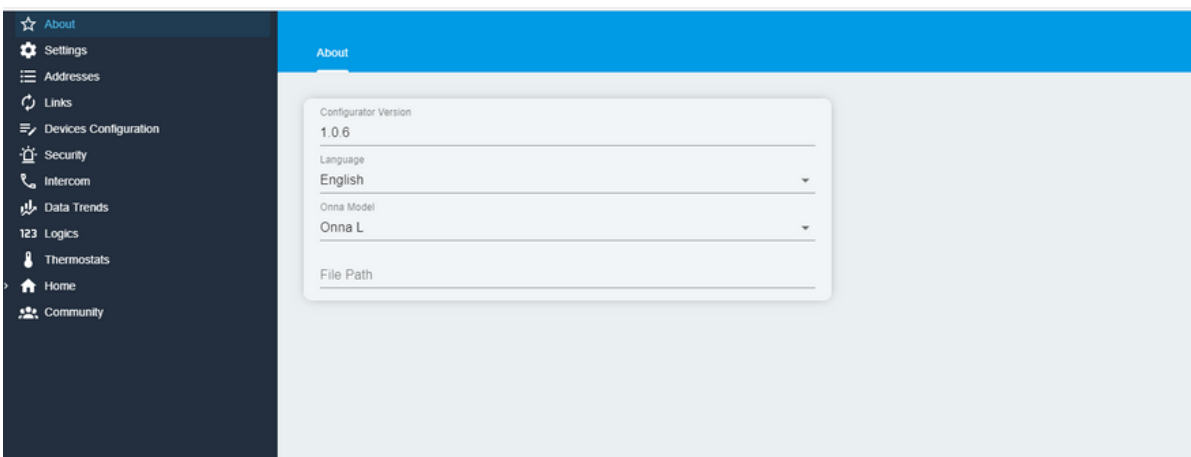 About
Settings
Addresses
Links
Devices Configuration
Security
Intercom
Data Trends
123 Logics
Thermostats
Home
Community
About
Configurator Version
1.0.6
Language
English
Onna Model
Onna L
File Path